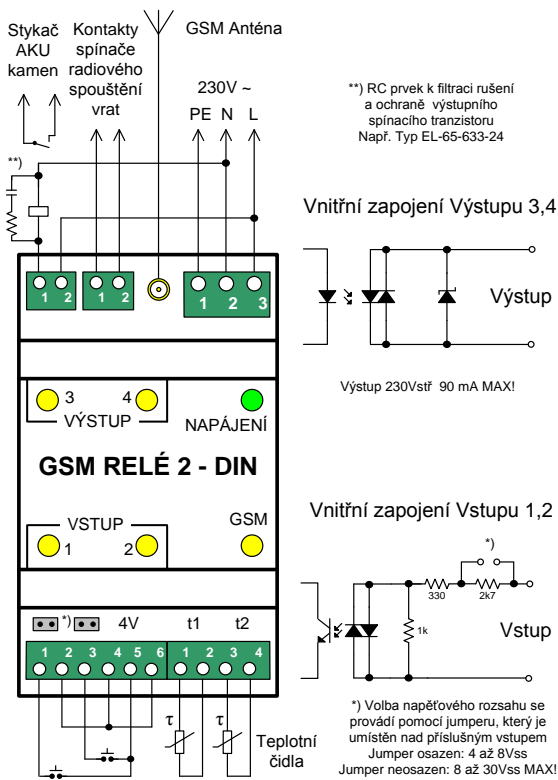 Stykač
AKU
kamen
Kontakty
spínače
radiového
spouštění
vrat
GSM Anténa
230V ~
PE N L
**)
**) RC prvek k filtraci rušení
a ochraně výstupního
spínacího tranzistoru
Např. Typ EL-65-633-24
Vnitřní zapojení Výstupu 3,4
Výstup
Výstup 230Vstř 90 mA MAX!
1 2 1 2 1 2 3
3 4
VÝSTUP
NAPÁJENÍ
GSM RELÉ 2 - DIN
VSTUP
1 2
GSM
*) 4V t1 t2
1 2 3 4 5 6 1 2 3 4
τ τ
Teplotní
čidla
Vnitřní zapojení Vstupu 1,2
*)
330 2k7
1k
Vstup
*) Volba napěťového rozsahu se
provádí pomocí jumperu, který je
umístěn nad příslušným vstupem
Jumper osazen: 4 až 8Vss
Jumper neosazen: 8 až 30Vss MAX!